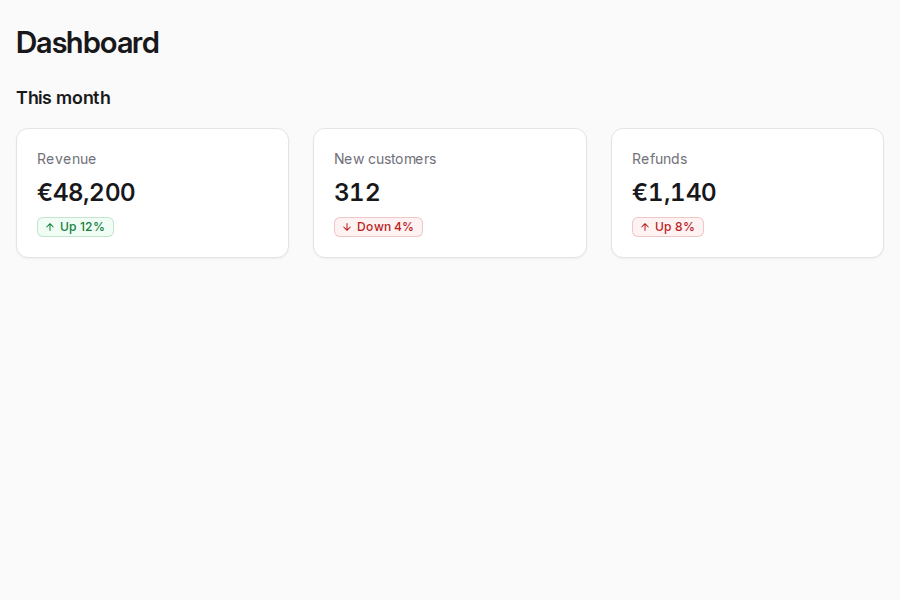 Dashboard
This month
Revenue
€48,200
↑ Up 12%
New customers
312
↓ Down 4%
Refunds
€1,140
↑ Up 8%